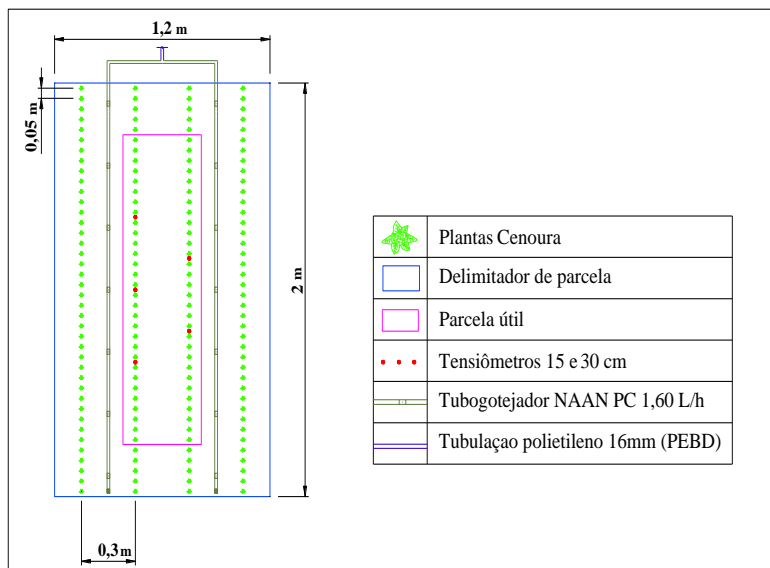 1,2 m
0,05 m
2 m
0,3 m
Plantas Cenoura
Delimitador de parcela
Parcela útil
Tensiômetros 15 e 30 cm
Tubogotejador NAAN PC 1,60 L/h
Tubulaçao polietileno 16mm (PEBD)